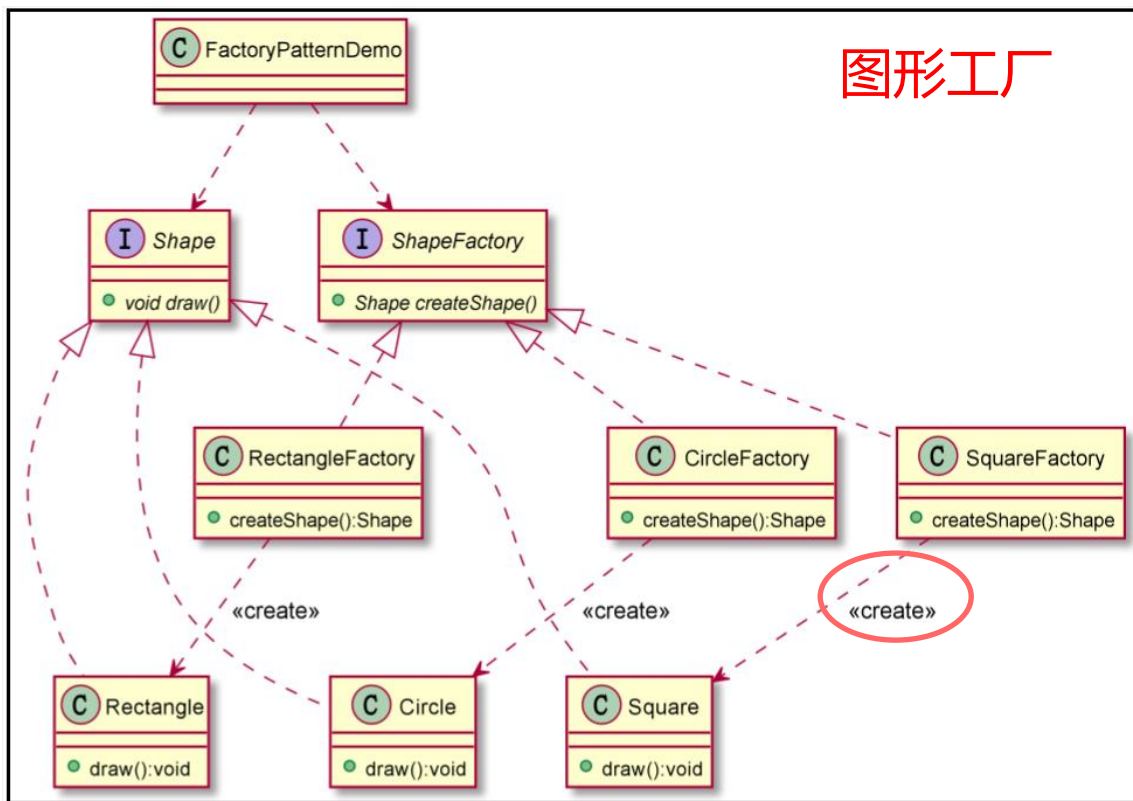 C FactoryPatternDemo
图形工厂
I Shape
void draw()
I ShapeFactory
Shape createShape()
C RectangleFactory
createShape():Shape
C CircleFactory
createShape():Shape
C SquareFactory
createShape():Shape
«create»
«create»
«create»
C Rectangle
draw():void
C Circle
draw():void
C Square
draw():void